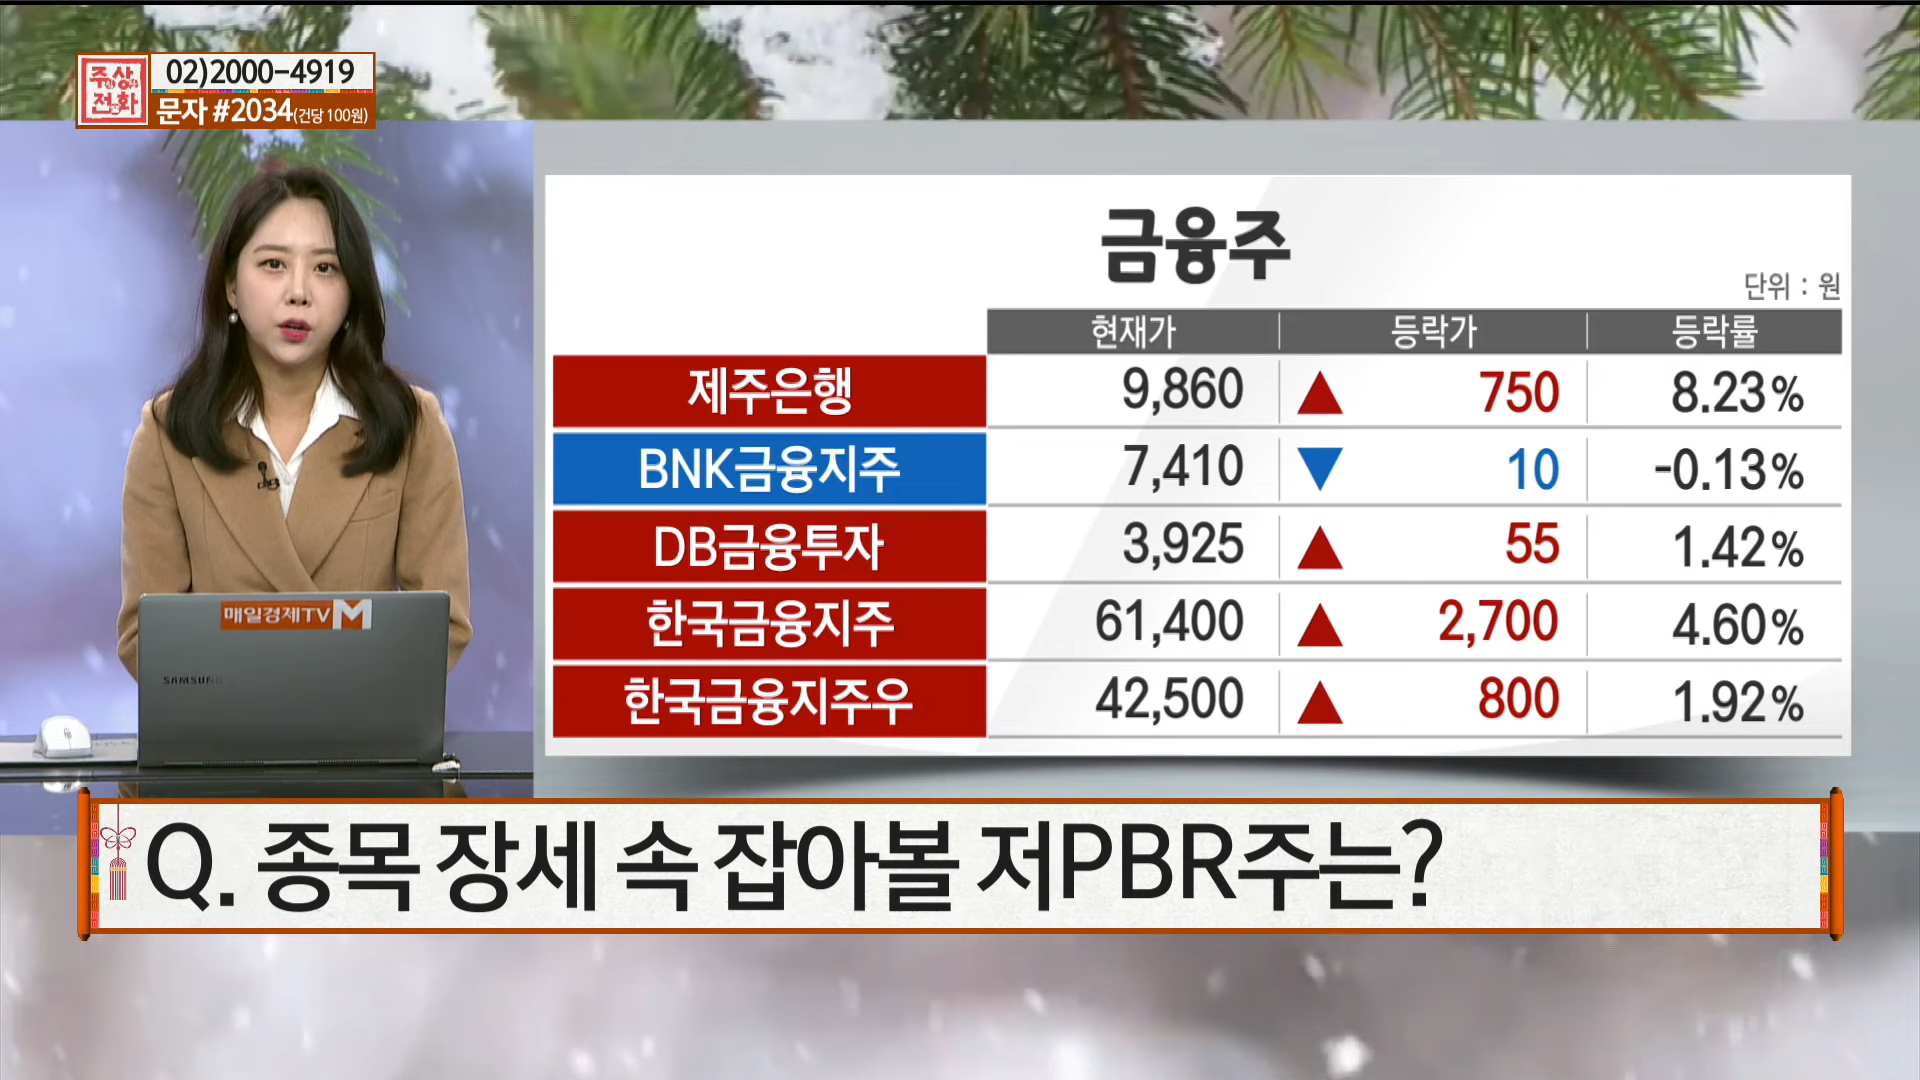 주상
전화
02)2000-4919
문자 #2034(건당 100원)
금융주
단위 : 원
현재가 등락가 등락률
제주은행 9,860 ▲ 750 8.23%
BNK금융지주 7,410 ▼ 10 -0.13%
DB금융투자 3,925 ▲ 55 1.42%
한국금융지주 61,400 ▲ 2,700 4.60%
한국금융지주우 42,500 ▲ 800 1.92%
매일경제TV M
SAMSUNG
Q. 종목 장세 속 잡아볼 저PBR주는?